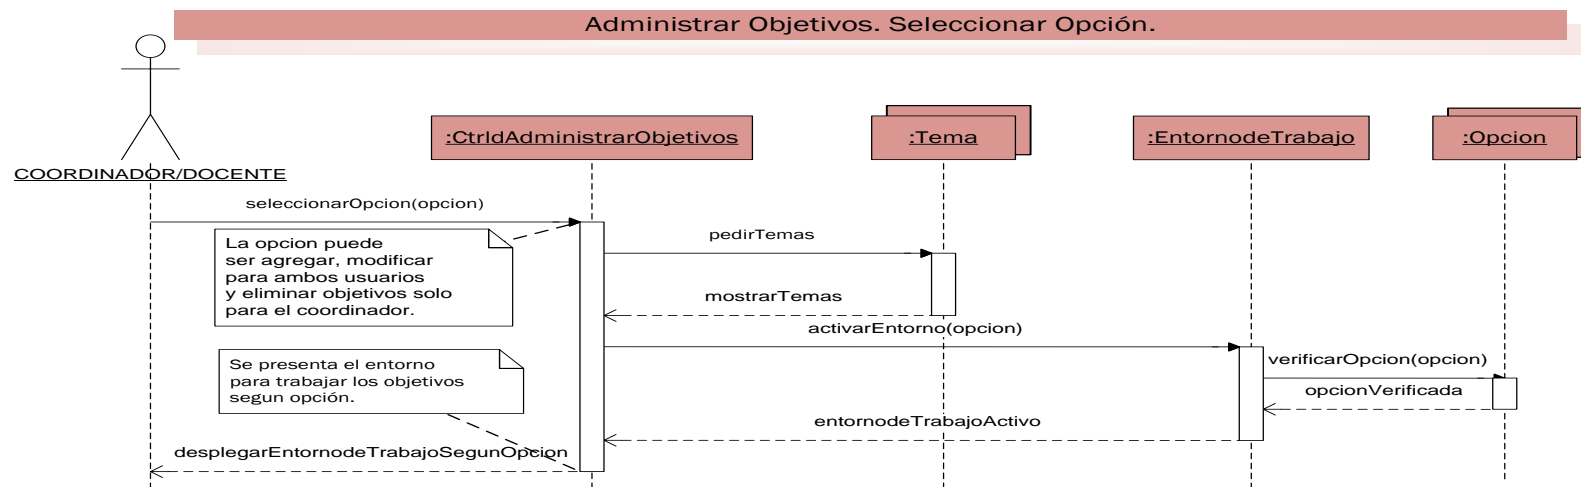 Administrar Objetivos. Seleccionar Opción.
:CtrldAdministrarObjetivos
:Tema
:EntornodeTrabajo
:Opcion
COORDINADOR/DOCENTE
seleccionarOpcion(opcion)
La opcion puede
ser agregar, modificar
para ambos usuarios
y eliminar objetivos solo
para el coordinador.
pedirTemas
mostrarTemas
activarEntorno(opcion)
Se presenta el entorno
para trabajar los objetivos
segun opción.
verificarOpcion(opcion)
opcionVerificada
entornodeTrabajoActivo
desplegarEntornodeTrabajoSegunOpcion